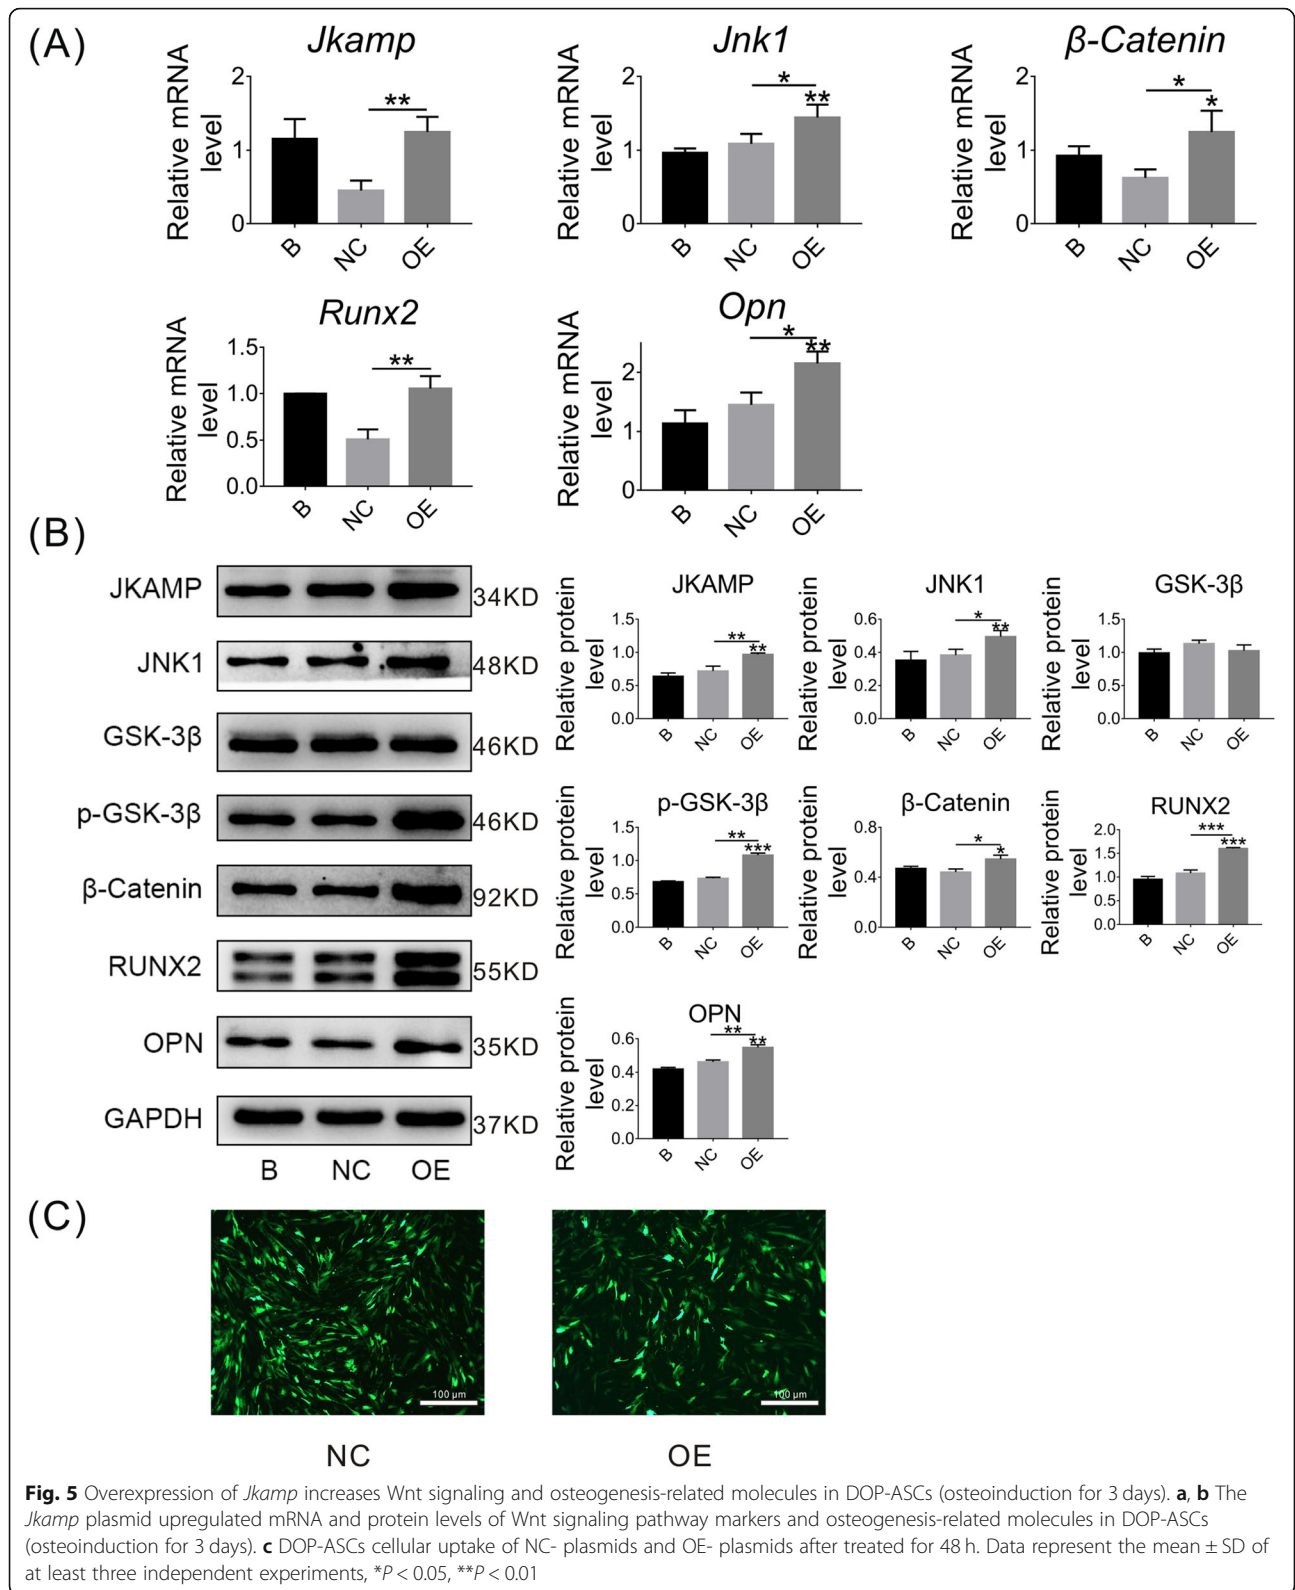 (A)
Jkamp
Relative mRNA
level
2
1
0
**
B
NC
OE
Jnk1
Relative mRNA
level
2
1
0
*
**
B
NC
OE
β-Catenin
Relative mRNA
level
2
1
0
*
*
B
NC
OE
Runx2
Relative mRNA
level
1.5
1.0
0.5
0.0
**
B
NC
OE
Opn
Relative mRNA
level
2
1
0
*
**
B
NC
OE
(B)
JKAMP 34KD
JNK1 48KD
GSK-3β 46KD
p-GSK-3β 46KD
β-Catenin 92KD
RUNX2 55KD
OPN 35KD
GAPDH 37KD
B NC OE
JKAMP
Relative protein
level
1.5
1.0
0.5
0.0
**
**
B
NC
OE
JNK1
Relative protein
level
0.6
0.4
0.2
0.0
*
**
B
NC
OE
GSK-3β
Relative protein
level
1.5
1.0
0.5
0.0
B
NC
OE
p-GSK-3β
Relative protein
level
1.5
1.0
0.5
0.0
**
***
B
NC
OE
β-Catenin
Relative protein
level
0.8
0.4
0.0
*
*
B
NC
OE
RUNX2
Relative protein
level
2.0
1.5
1.0
0.5
0.0
***
***
B
NC
OE
OPN
Relative protein
level
0.6
0.4
0.2
0.0
**
**
B
NC
OE
(C)
100 μm
100 μm
NC OE
Fig. 5 Overexpression of Jkamp increases Wnt signaling and osteogenesis-related molecules in DOP-ASCs (osteoinduction for 3 days). a, b The
Jkamp plasmid upregulated mRNA and protein levels of Wnt signaling pathway markers and osteogenesis-related molecules in DOP-ASCs
(osteoinduction for 3 days). c DOP-ASCs cellular uptake of NC- plasmids and OE- plasmids after treated for 48 h. Data represent the mean ± SD of
at least three independent experiments, *P < 0.05, **P < 0.01